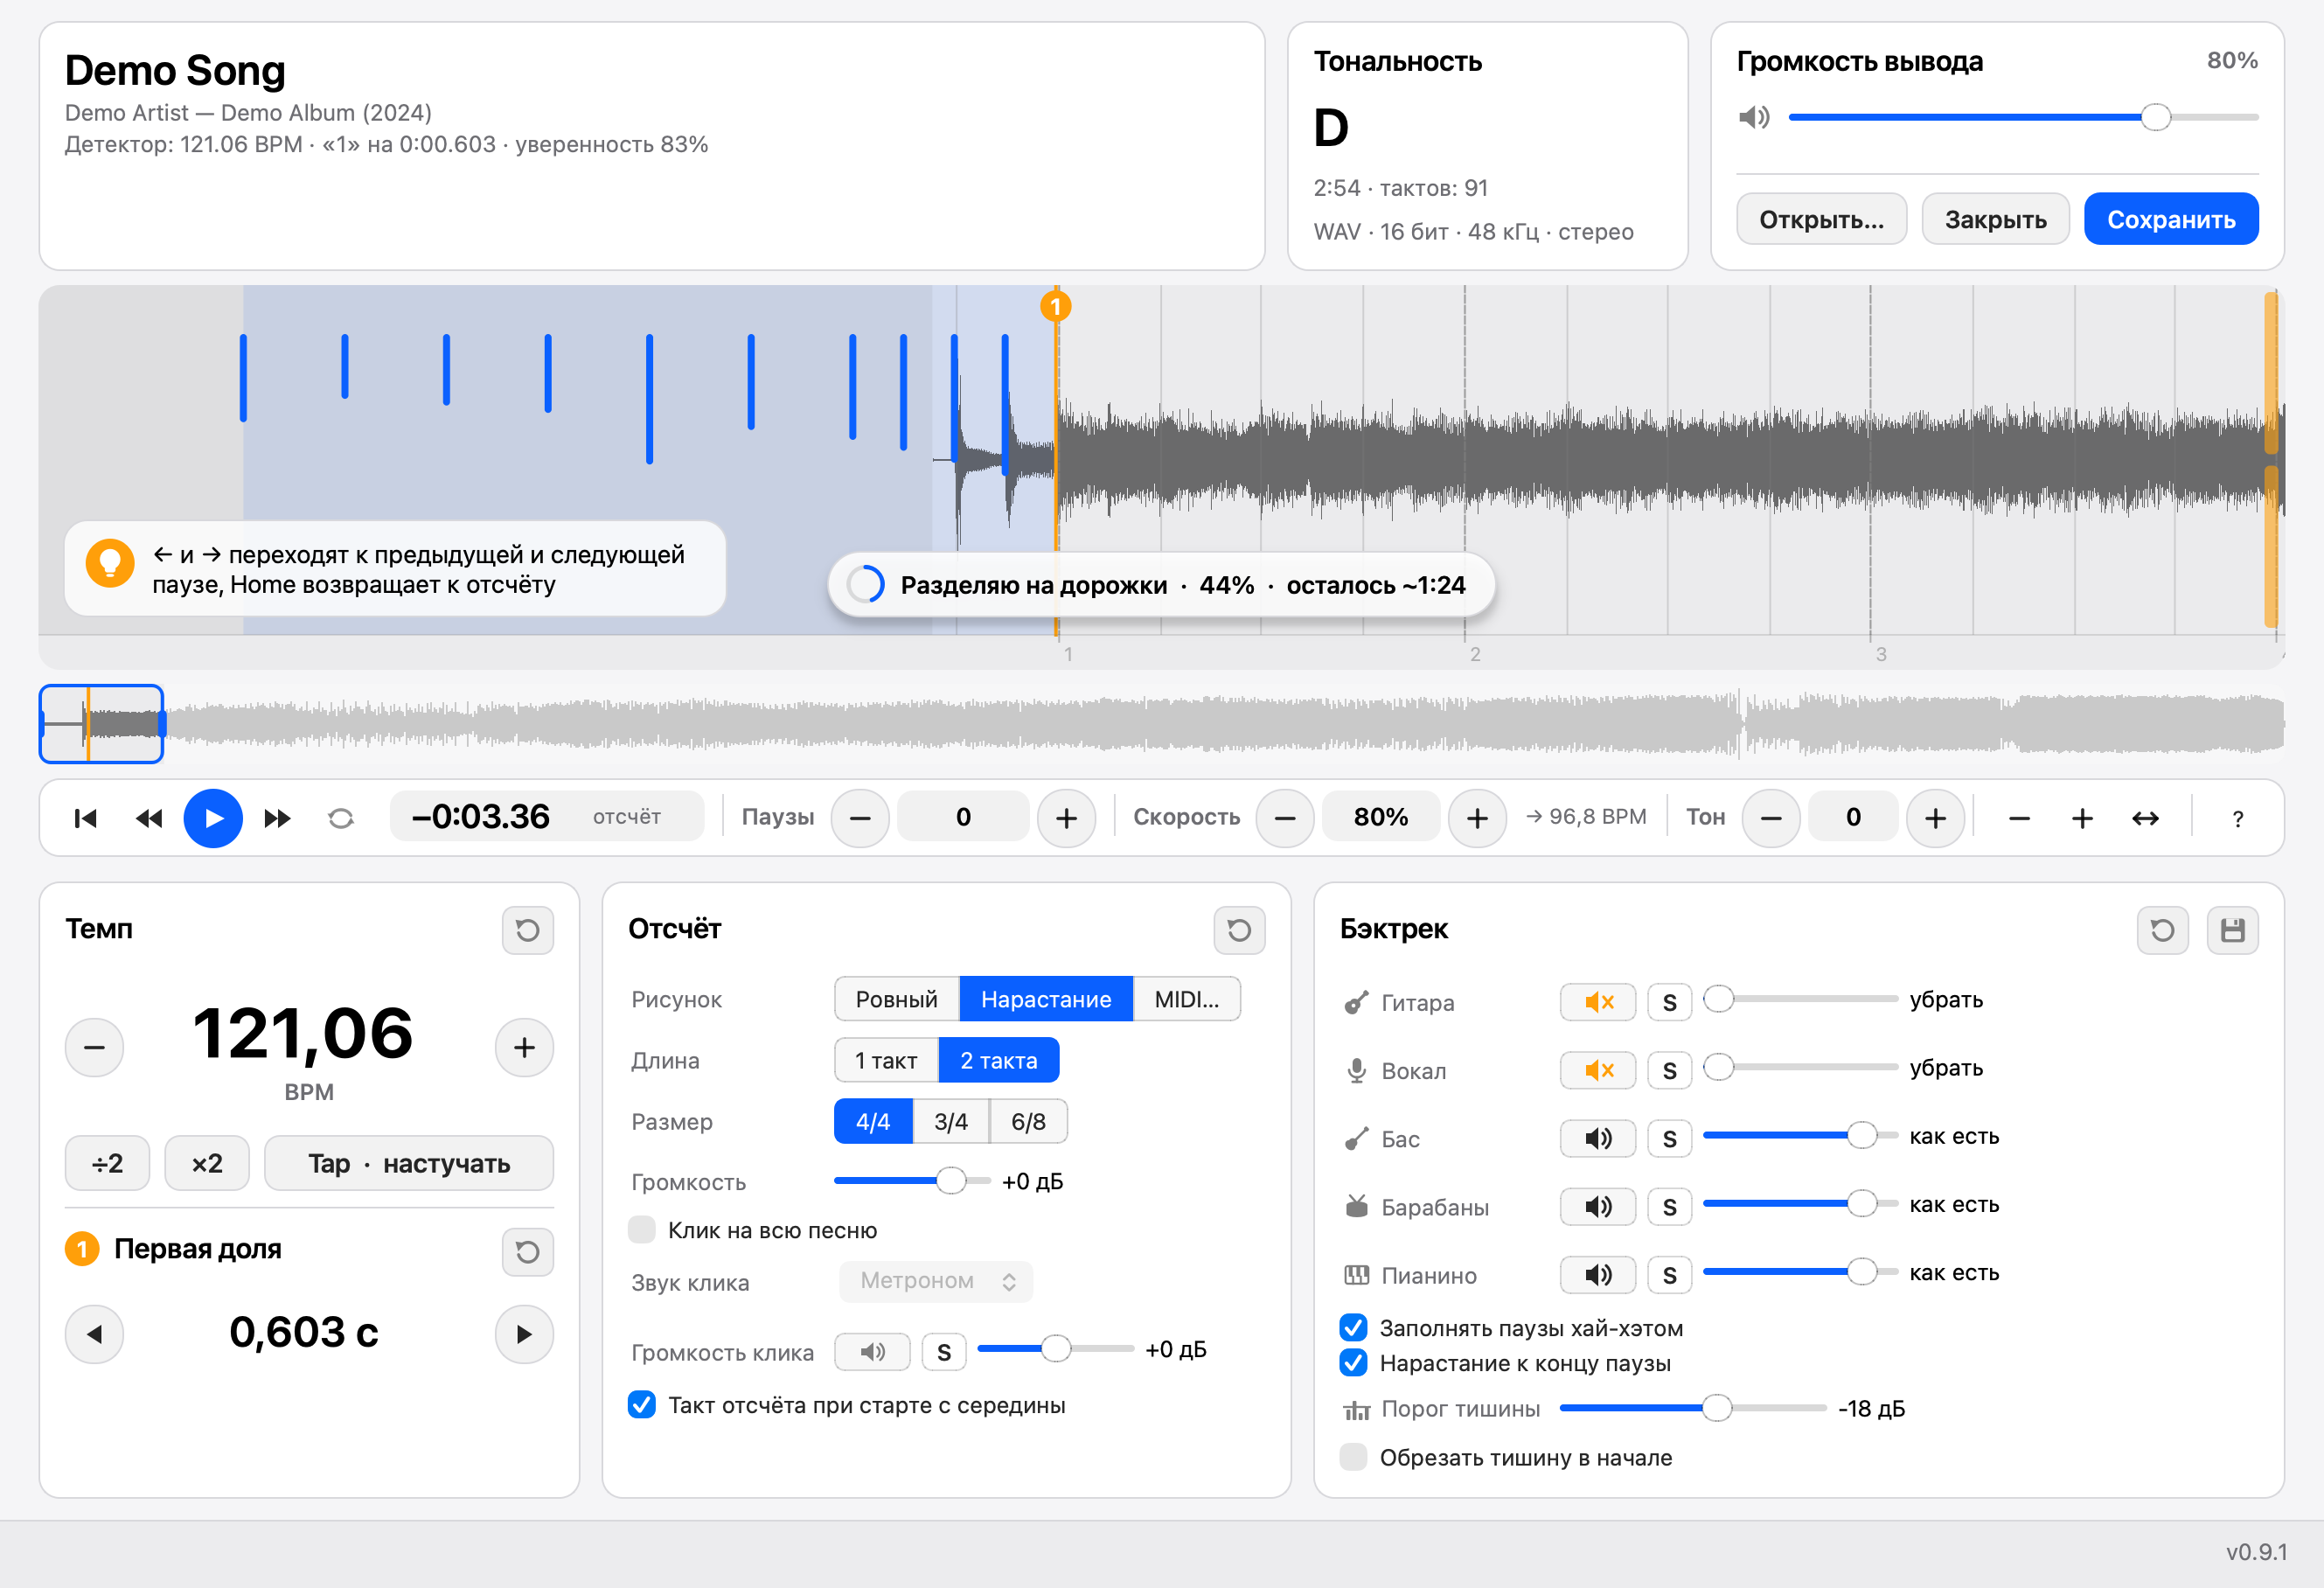 Demo Song
Demo Artist — Demo Album (2024)
Детектор: 121.06 BPM · «1» на 0:00.603 · уверенность 83%
Тональность
D
2:54 · тактов: 91
WAV · 16 бит · 48 кГц · стерео
Громкость вывода 80%
Открыть... Закрыть Сохранить
1
← и → переходят к предыдущей и следующей
паузе, Home возвращает к отсчёту
Разделяю на дорожки · 44% · осталось ~1:24
1 2 3
−0:03.36 отсчёт Паузы − 0 + Скорость − 80% + → 96,8 BPM Тон − 0 + − + ↔ ?
Темп
− 121,06 +
BPM
÷2 ×2 Tap · настучать
1 Первая доля
0,603 с
Отсчёт
Рисунок Ровный Нарастание MIDI...
Длина 1 такт 2 такта
Размер 4/4 3/4 6/8
Громкость +0 дБ
Клик на всю песню
Звук клика Метроном
Громкость клика S +0 дБ
Такт отсчёта при старте с середины
Бэктрек
Гитара S убрать
Вокал S убрать
Бас S как есть
Барабаны S как есть
Пианино S как есть
Заполнять паузы хай-хэтом
Нарастание к концу паузы
Порог тишины -18 дБ
Обрезать тишину в начале
v0.9.1